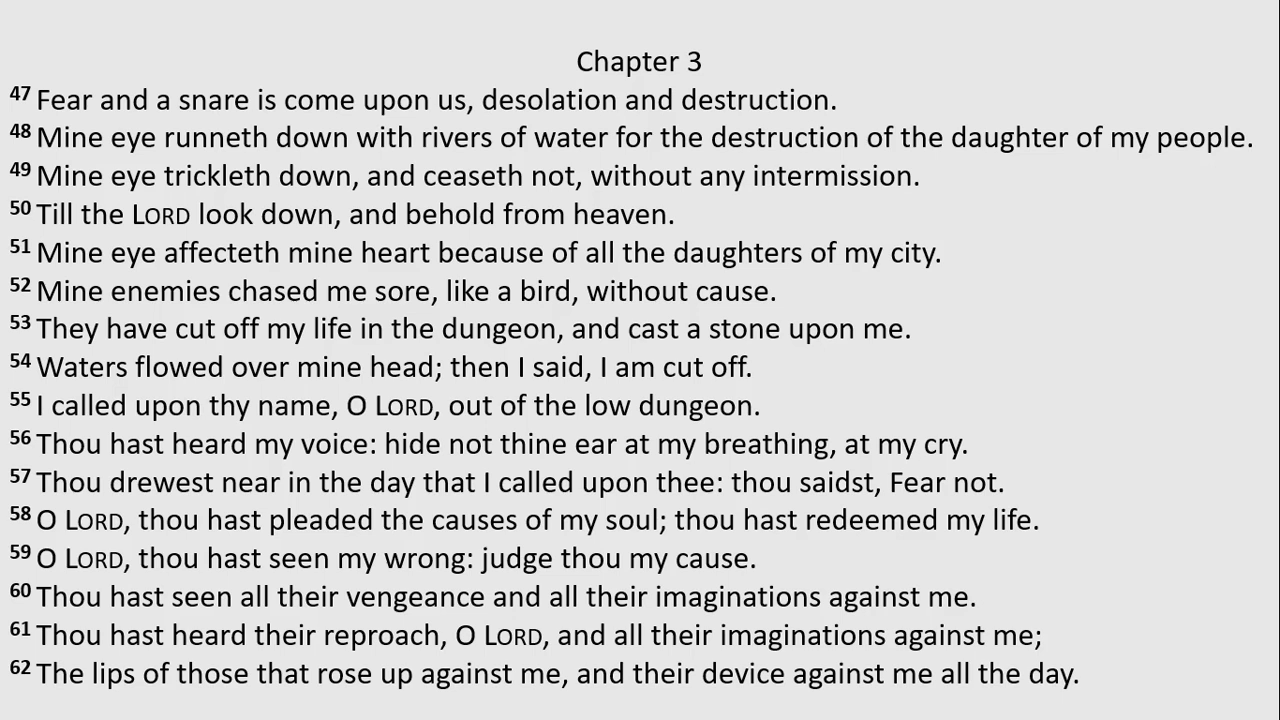 Chapter 3
47 Fear and a snare is come upon us, desolation and destruction.
48 Mine eye runneth down with rivers of water for the destruction of the daughter of my people.
49 Mine eye trickleth down, and ceaseth not, without any intermission.
50 Till the LORD look down, and behold from heaven.
51 Mine eye affecteth mine heart because of all the daughters of my city.
52 Mine enemies chased me sore, like a bird, without cause.
53 They have cut off my life in the dungeon, and cast a stone upon me.
54 Waters flowed over mine head; then I said, I am cut off.
55 I called upon thy name, O LORD, out of the low dungeon.
56 Thou hast heard my voice: hide not thine ear at my breathing, at my cry.
57 Thou drewest near in the day that I called upon thee: thou saidst, Fear not.
58 O LORD, thou hast pleaded the causes of my soul; thou hast redeemed my life.
59 O LORD, thou hast seen my wrong: judge thou my cause.
60 Thou hast seen all their vengeance and all their imaginations against me.
61 Thou hast heard their reproach, O LORD, and all their imaginations against me;
62 The lips of those that rose up against me, and their device against me all the day.